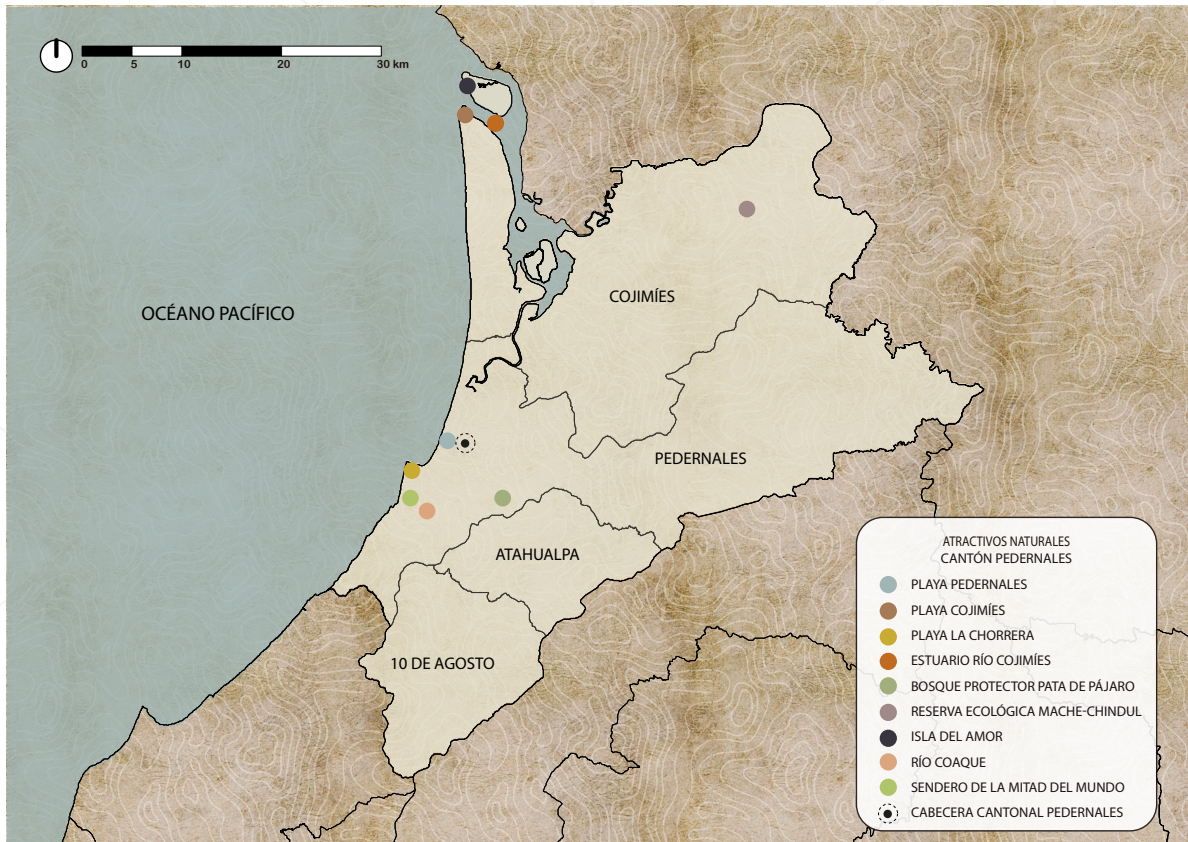 0 5 10 20 30 km
OCÉANO PACÍFICO
COJIMÍES
PEDERNALES
ATAHUALPA
10 DE AGOSTO
ATRACTIVOS NATURALES
CANTÓN PEDERNALES
PLAYA PEDERNALES
PLAYA COJIMÍES
PLAYA LA CHORRERA
ESTUARIO RÍO COJIMÍES
BOSQUE PROTECTOR PATA DE PÁJARO
RESERVA ECOLÓGICA MACHE-CHINDUL
ISLA DEL AMOR
RÍO COAQUE
SENDERO DE LA MITAD DEL MUNDO
CABECERA CANTONAL PEDERNALES